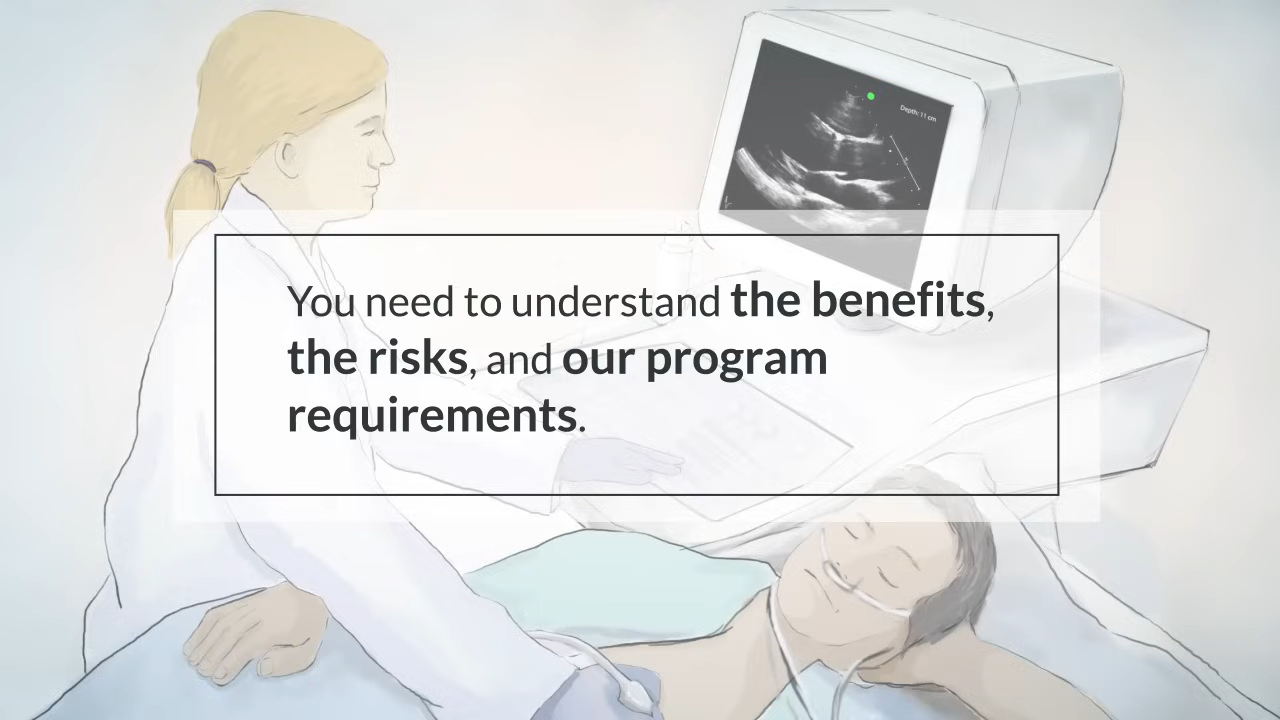 Depth: 11 cm
You need to understand the benefits,
the risks, and our program
requirements.